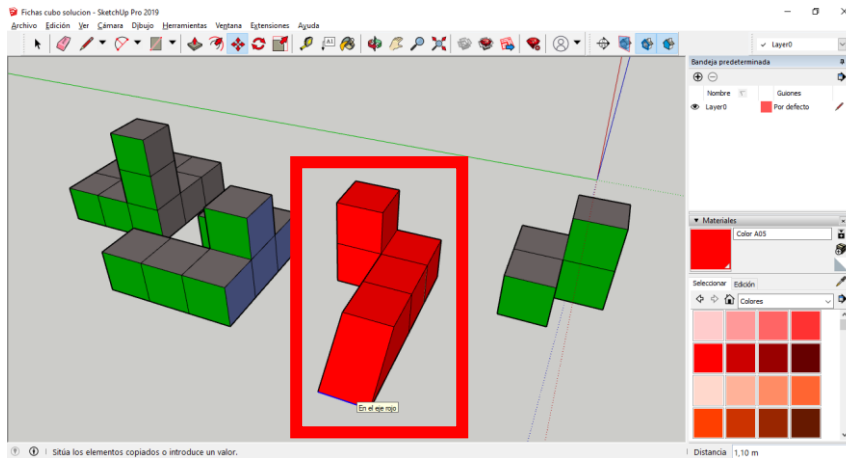 Fichas cubo solucion - SketchUp Pro 2019
Archivo Edición Ver Cámara Dibujo Herramientas Ventana Extensiones Ayuda
Layer0
Bandeja predeterminada
Nombre Guiones
Layer0 Por defecto
Materiales
Color A05
Seleccionar Edición
Colores
En el eje rojo
Sitúa los elementos copiados o introduce un valor.
Distancia 1,10 m